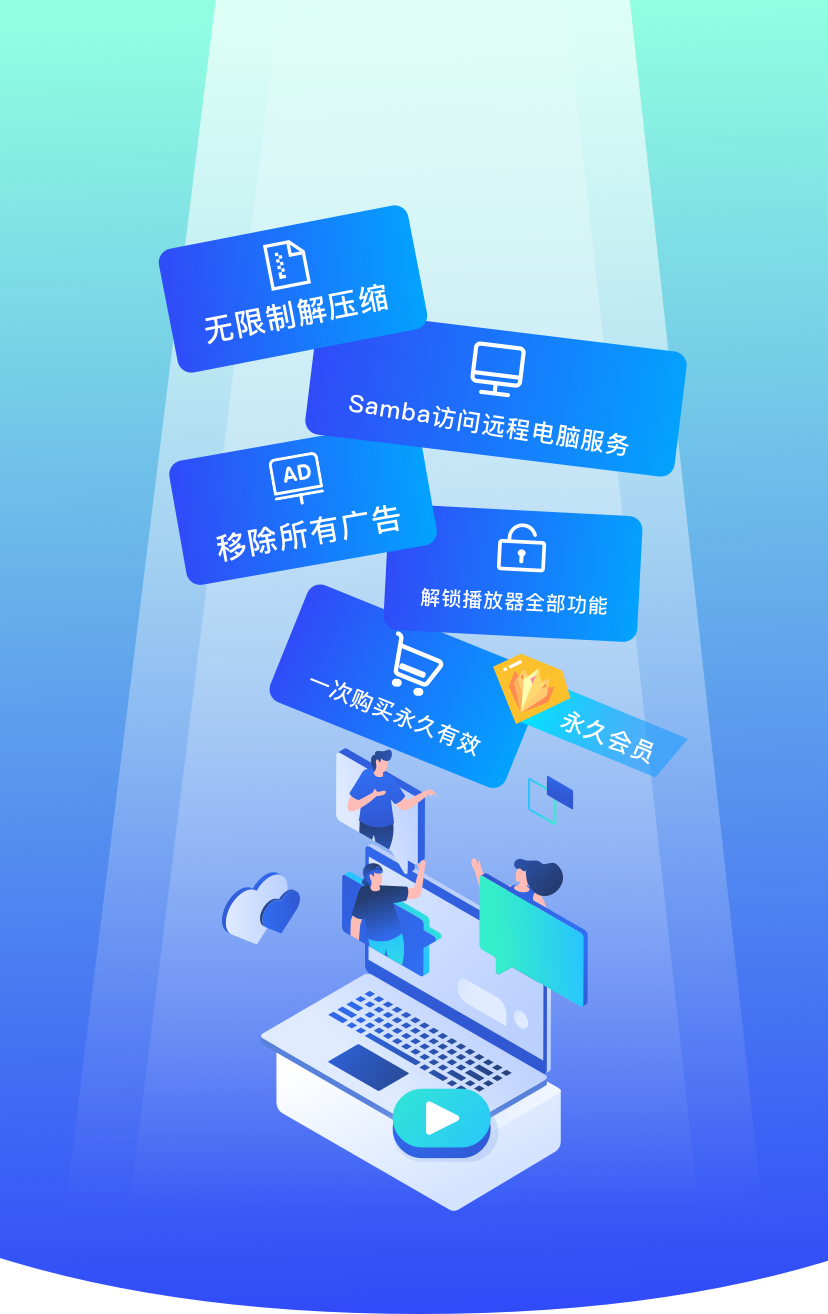 无限制解压缩
Samba访问远程电脑服务
AD
移除所有广告
解锁播放器全部功能
一次购买永久有效
永久会员